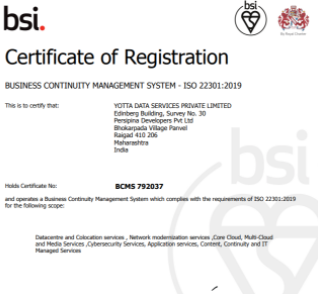 bsi.
bsi
By Royal Charter
Certificate of Registration
BUSINESS CONTINUITY MANAGEMENT SYSTEM - ISO 22301:2019
This is to certify that:
YOTTA DATA SERVICES PRIVATE LIMITED
Edinberg Building, Survey No. 30
Persipina Developers Pvt Ltd
Bhokarpada Village Panvel
Raigad 410 206
Maharashtra
India
Holds Certificate No:
BCMS 792037
and operates a Business Continuity Management System which complies with the requirements of ISO 22301:2019
for the following scope:
Datacentre and Colocation services , Network modernization services ,Core Cloud, Multi-Cloud
and Media Services ,Cybersecurity Services, Application services, Content, Continuity and IT
Managed Services
bsi